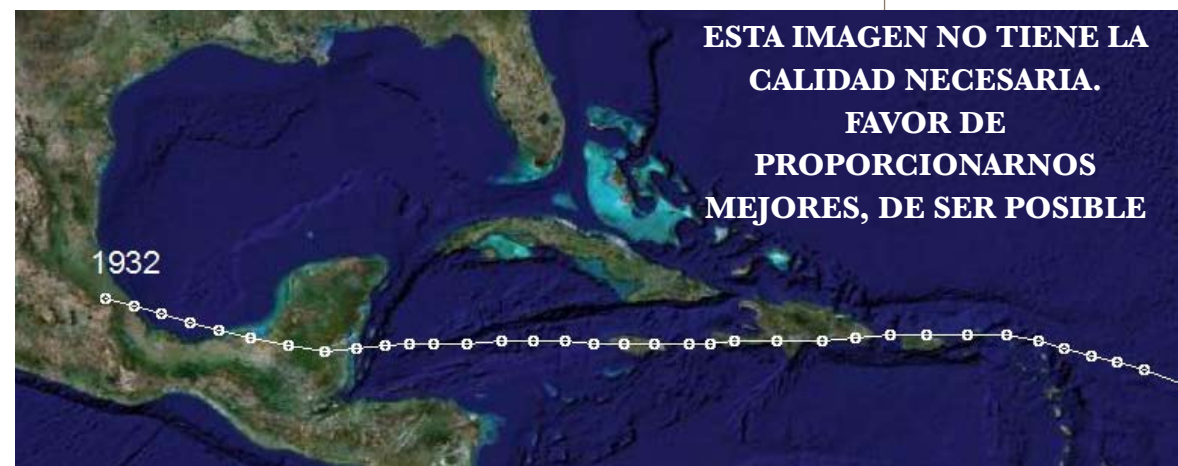 ESTA IMAGEN NO TIENE LA
CALIDAD NECESARIA.
FAVOR DE
PROPORCIONARNOS
MEJORES, DE SER POSIBLE
1932